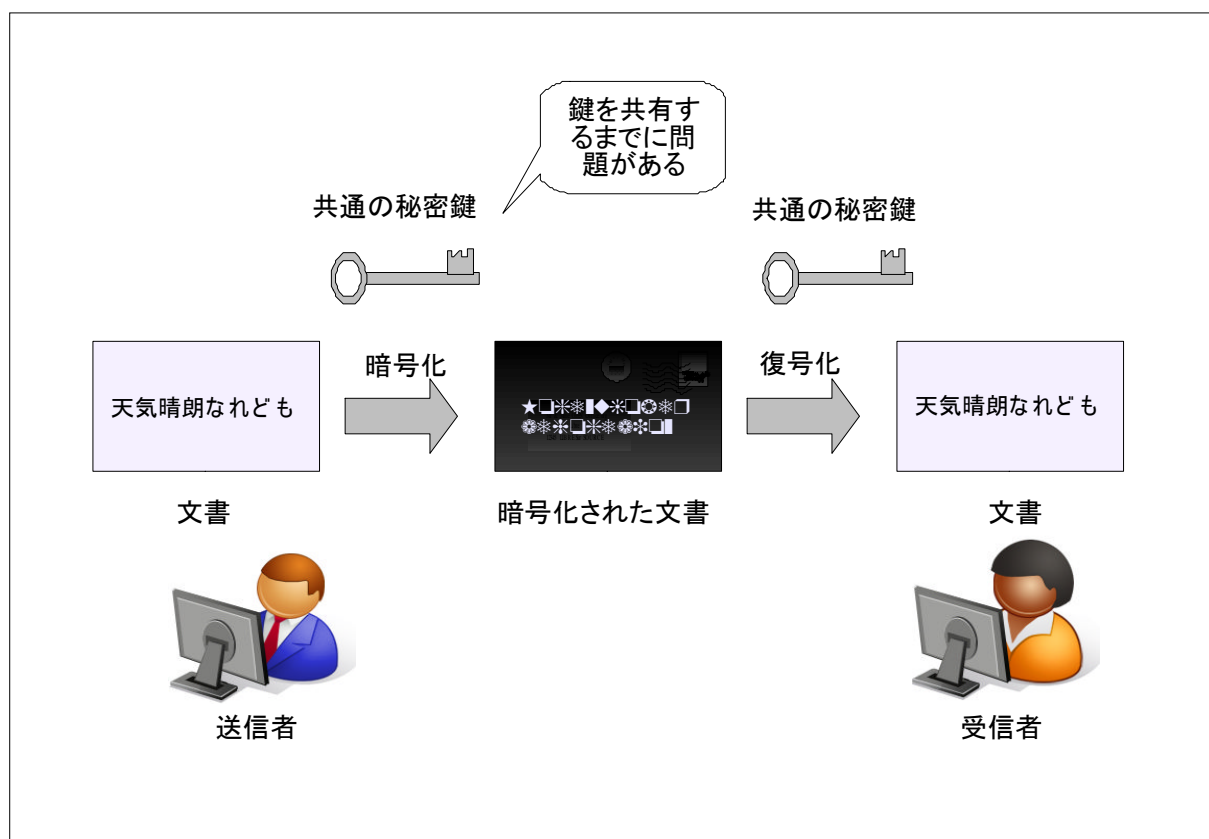 鍵を共有す
るまでに問
題がある
共通の秘密鍵
共通の秘密鍵
天気晴朗なれども
暗号化
復号化
天気晴朗なれども
文書
暗号化された文書
文書
送信者
受信者